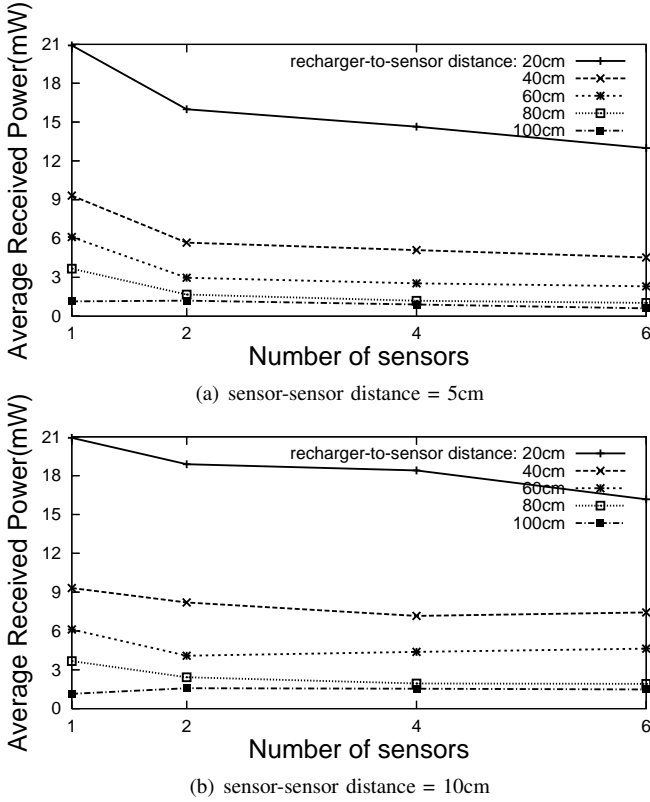 Average Received Power(mW)
21
18
15
12
9
6
3
0
recharger-to-sensor distance: 20cm
40cm
60cm
80cm
100cm
1
2
4
6
Number of sensors
(a) sensor-sensor distance = 5cm
Average Received Power(mW)
21
18
15
12
9
6
3
0
recharger-to-sensor distance: 20cm
40cm
60cm
80cm
100cm
1
2
4
6
Number of sensors
(b) sensor-sensor distance = 10cm